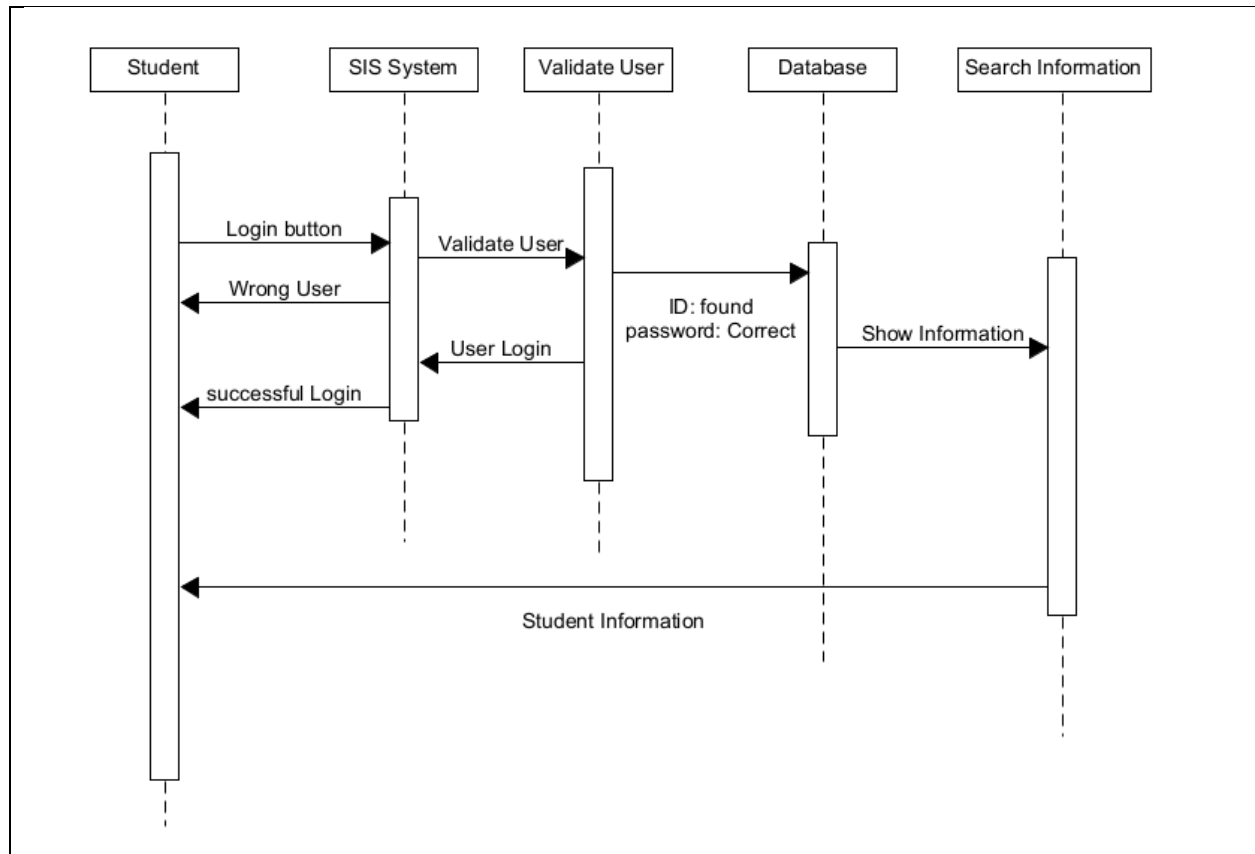 Student
SIS System
Validate User
Database
Search Information
Login button
Validate User
Wrong User
ID: found
password: Correct
Show Information
User Login
successful Login
Student Information